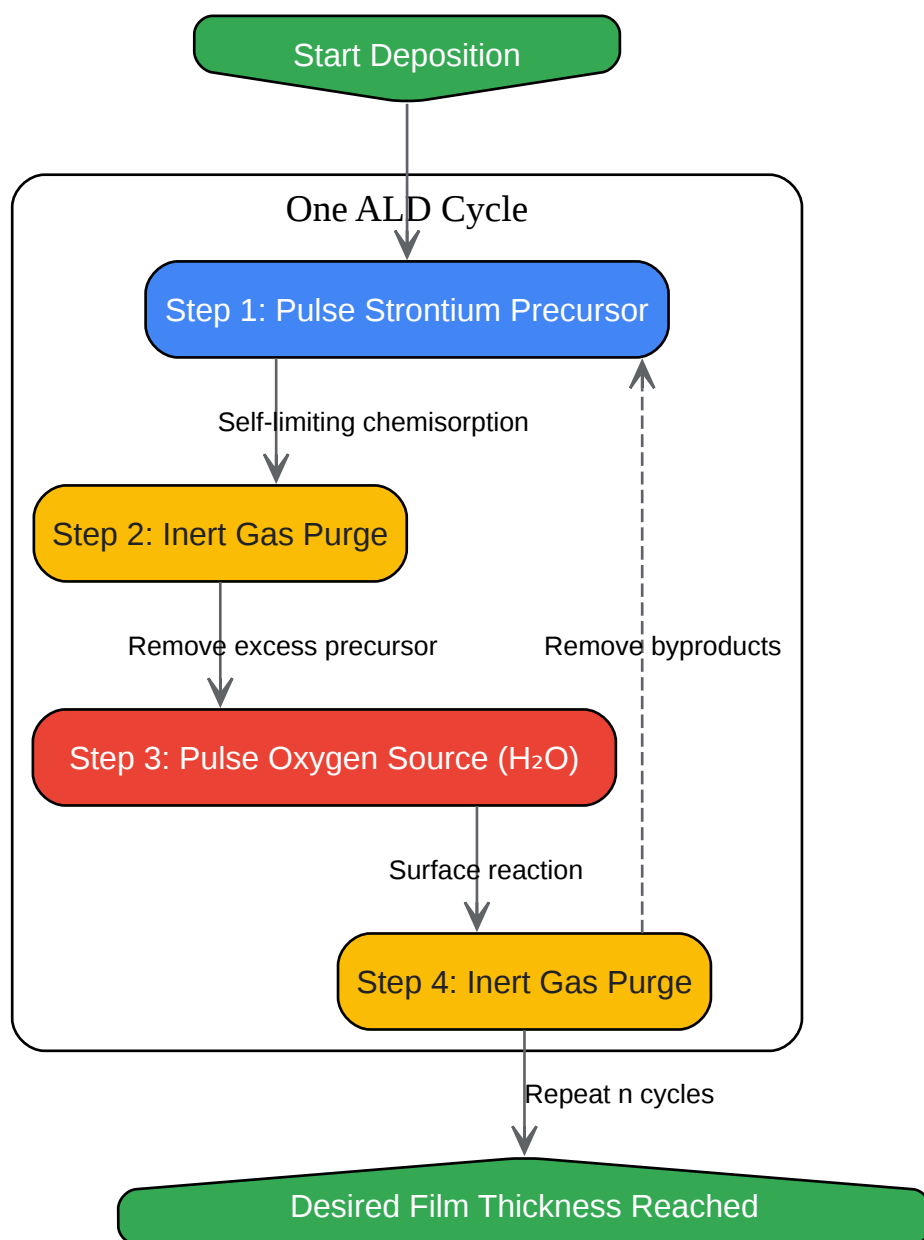 Start Deposition
One ALD Cycle
Step 1: Pulse Strontium Precursor
Self-limiting chemisorption
Step 2: Inert Gas Purge
Remove excess precursor
Remove byproducts
Step 3: Pulse Oxygen Source (H₂O)
Surface reaction
Step 4: Inert Gas Purge
Repeat n cycles
Desired Film Thickness Reached